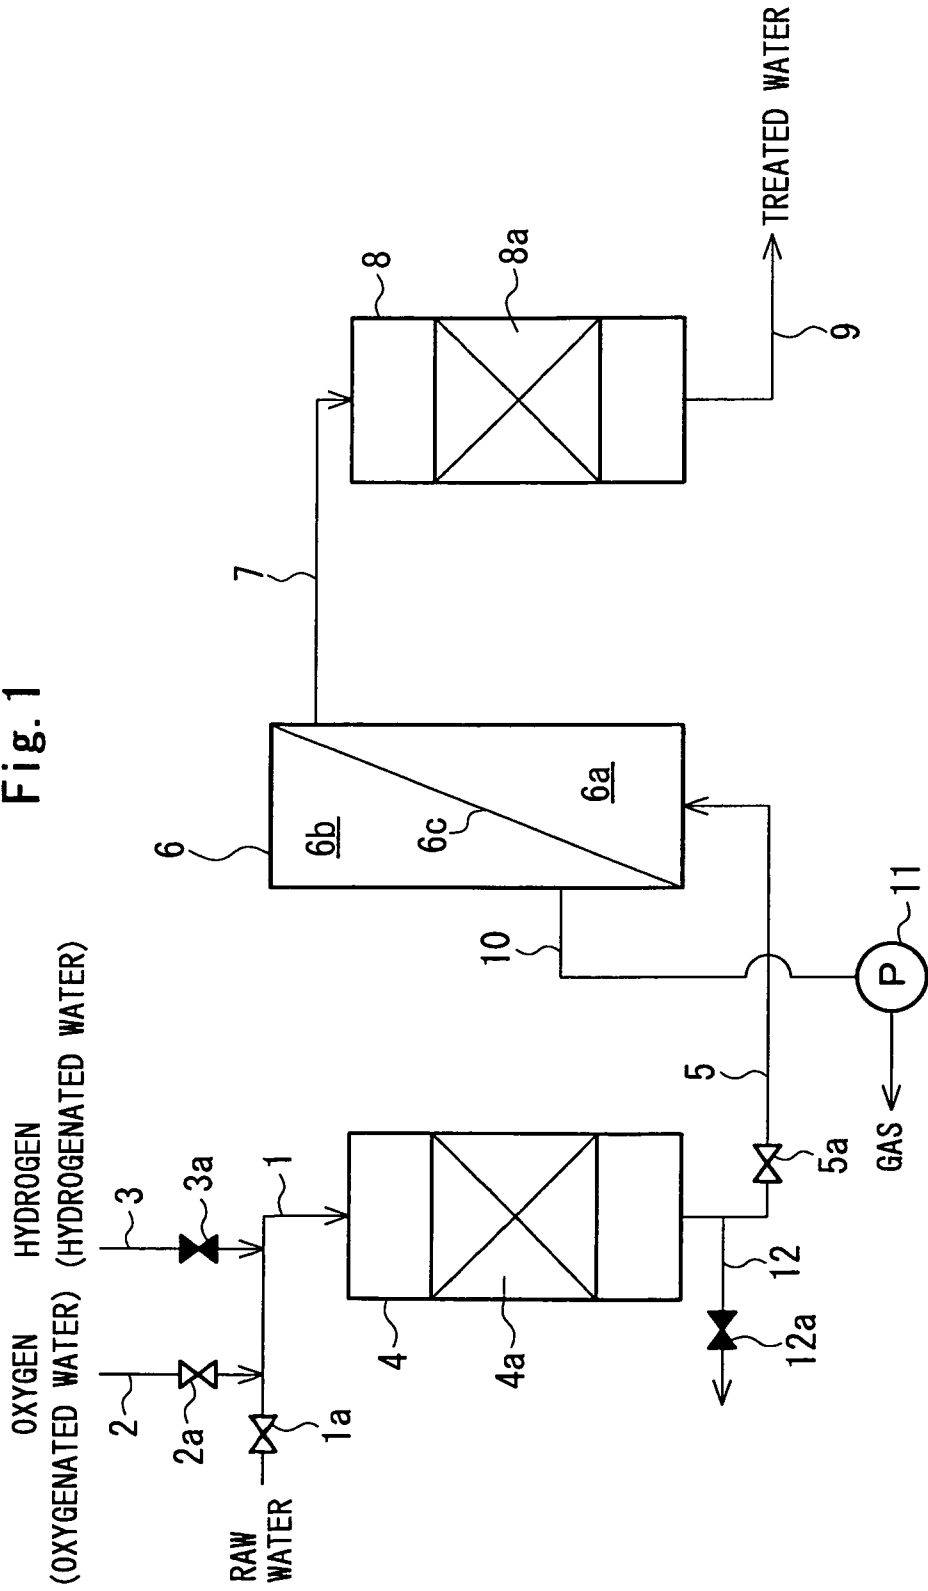 Fig. 1
OXYGEN
(OXYGENATED WATER)
HYDROGEN
(HYDROGENATED WATER)
2
2a
3
3a
RAW
WATER
1a
1
4
4a
12
12a
5a
5
GAS
P
11
10
6
6b
6c
6a
7
8
8a
9
TREATED WATER